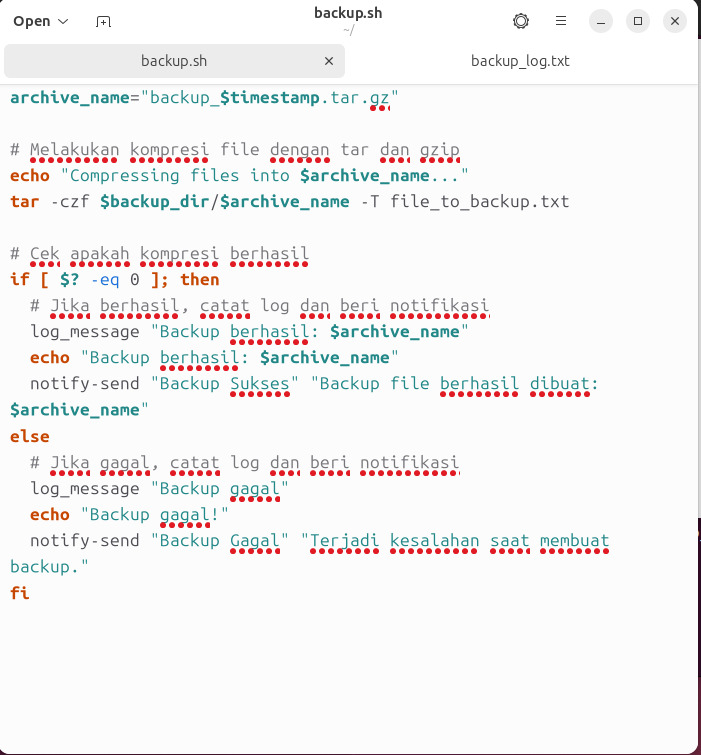 Open
backup.sh
~/
backup.sh
backup_log.txt
archive_name="backup_$timestamp.tar.gz"
# Melakukan kompresi file dengan tar dan gzip
echo "Compressing files into $archive_name..."
tar -czf $backup_dir/$archive_name -T file_to_backup.txt
# Cek apakah kompresi berhasil
if [ $? -eq 0 ]; then
  # Jika berhasil, catat log dan beri notifikasi
  log_message "Backup berhasil: $archive_name"
  echo "Backup berhasil: $archive_name"
  notify-send "Backup Sukses" "Backup file berhasil dibuat:
$archive_name"
else
  # Jika gagal, catat log dan beri notifikasi
  log_message "Backup gagal"
  echo "Backup gagal!"
  notify-send "Backup Gagal" "Terjadi kesalahan saat membuat
backup."
fi